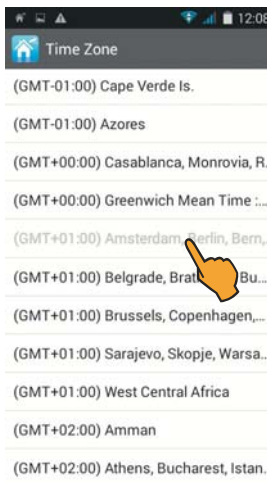 12:08
Time Zone
(GMT-01:00) Cape Verde Is.
(GMT-01:00) Azores
(GMT+00:00) Casablanca, Monrovia, R.
(GMT+00:00) Greenwich Mean Time :...
(GMT+01:00) Amsterdam, Berlin, Bern,..
(GMT+01:00) Belgrade, Bu...
(GMT+01:00) Brussels, Copenhagen,...
(GMT+01:00) Sarajevo, Skopje, Warsa..
(GMT+01:00) West Central Africa
(GMT+02:00) Amman
(GMT+02:00) Athens, Bucharest, Istan.